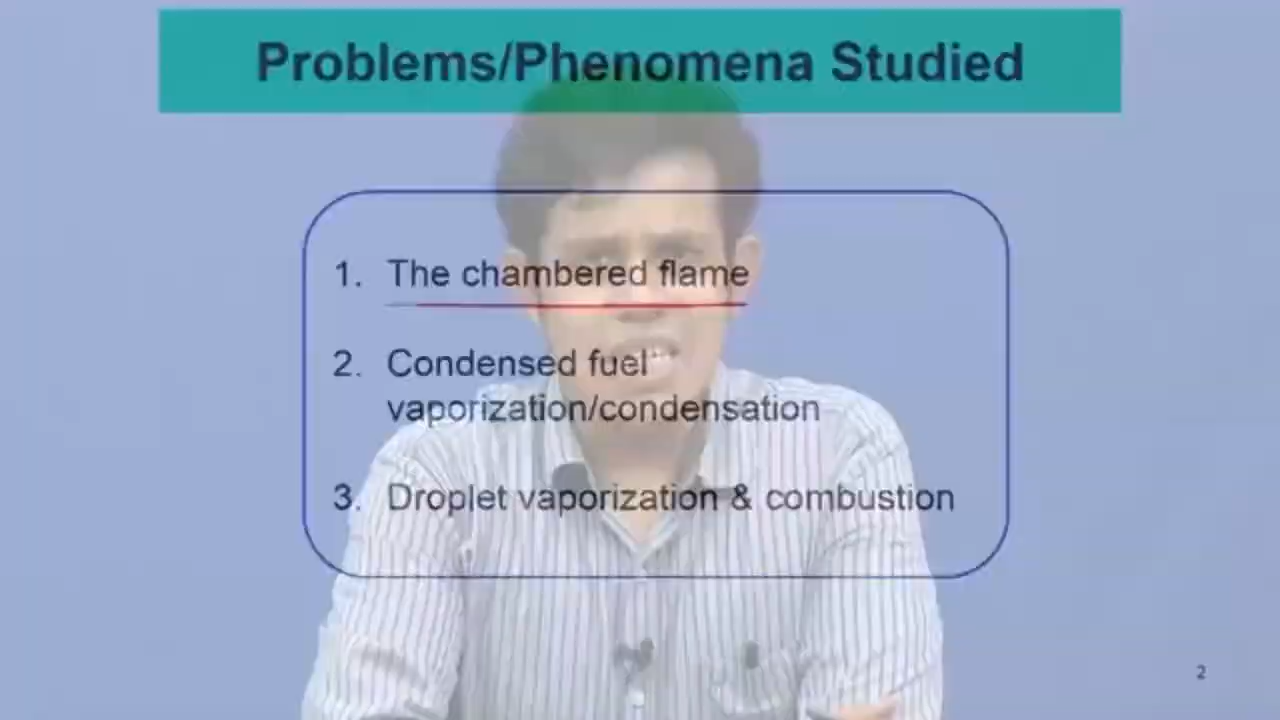 Problems/Phenomena Studied
1. The chambered flame
2. Condensed fuel
vaporization/condensation
3. Droplet vaporization & combustion
2